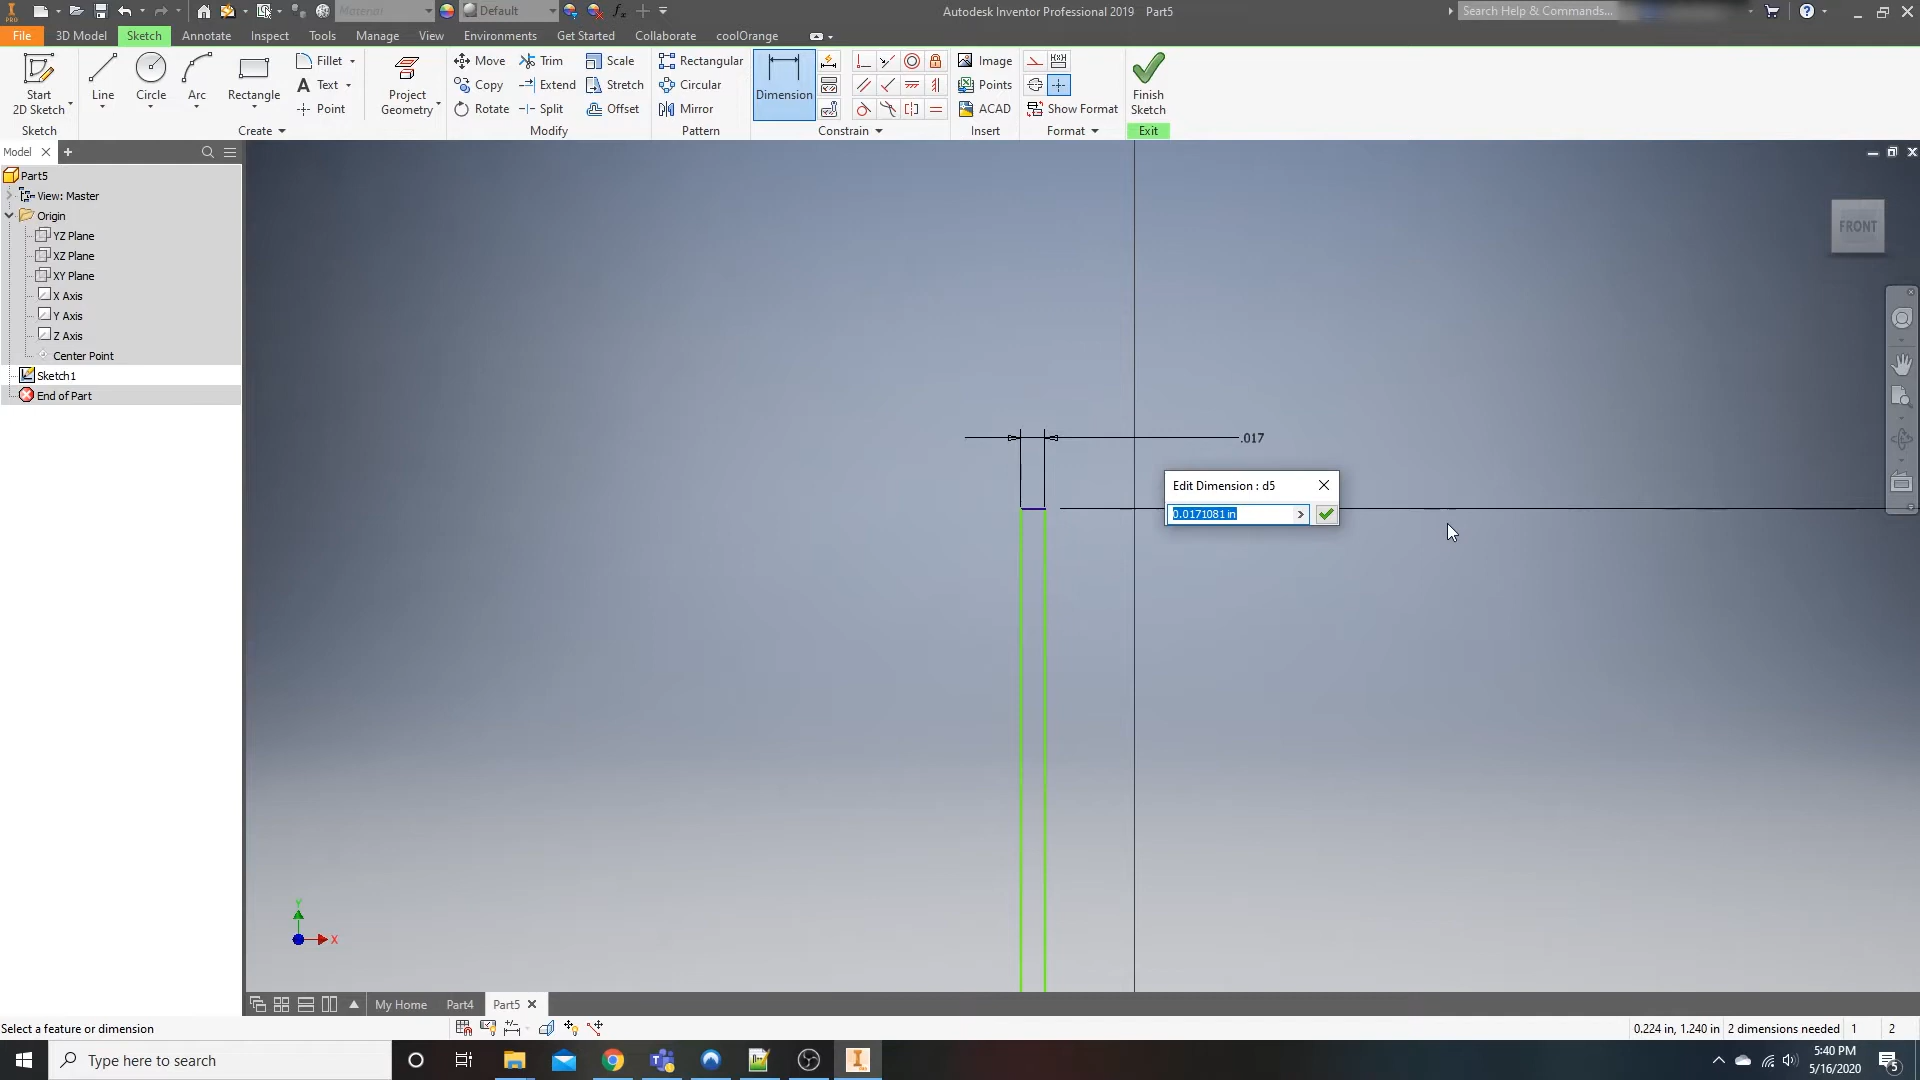 Material Default Autodesk Inventor Professional 2019 Part5 Search Help & Commands...
PRO
File 3D Model Sketch Annotate Inspect Tools Manage View Environments Get Started Collaborate coolOrange
Start 2D Sketch Line Circle Arc Rectangle Fillet Text Point Project Geometry
Move Trim Scale Copy Extend Stretch Rotate Split Offset
Rectangular Circular Mirror Dimension Image Points ACAD Show Format Finish Sketch
Sketch Create Modify Pattern Constrain Insert Format Exit
Model
Part5
View: Master
Origin
YZ Plane
XZ Plane
XY Plane
X Axis
Y Axis
Z Axis
Center Point
Sketch1
End of Part
FRONT
.017
Edit Dimension : d5
0.0171081 in
Y
X
My Home Part4 Part5
Select a feature or dimension 0.224 in, 1.240 in 2 dimensions needed 1 2
Type here to search
5:40 PM
5/16/2020
5